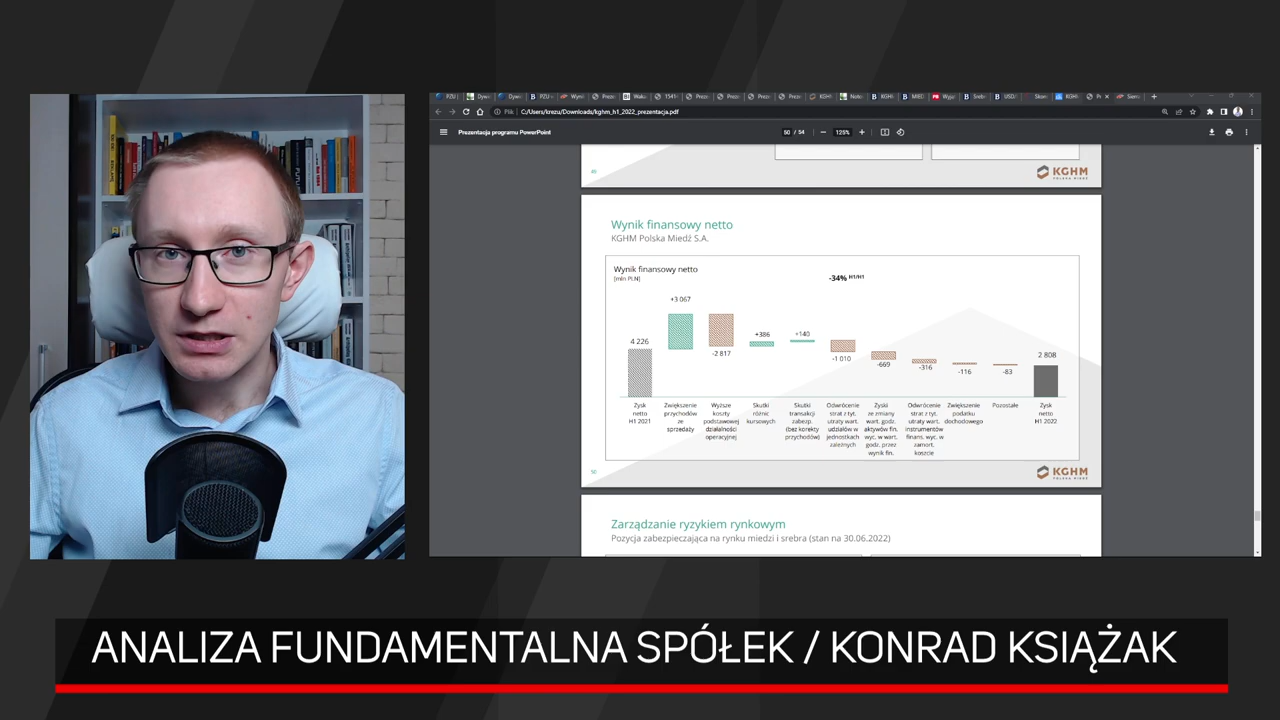 Plik
C:/Users/krezu/Downloads/kghm_h1_2022_prezentacja.pdf
Prezentacja programu PowerPoint
50 / 54
125%
49
KGHM
POLSKA MIEDŹ
Wynik finansowy netto
KGHM Polska Miedź S.A.
Wynik finansowy netto
[mln PLN]
-34% H1/H1
4 226
+3 067
-2 817
+386
+140
-1 010
-669
-316
-116
-83
2 808
Zysk
netto
H1 2021
Zwiększenie
przychodów
ze
sprzedaży
Wyższe
koszty
podstawowej
działalności
operacyjnej
Skutki
różnic
kursowych
Skutki
transakcji
zabezp.
(bez korekty
przychodów)
Odwrócenie
strat z tyt.
utraty wart.
udziałów w
jednostkach
zależnych
Zyski
ze zmiany
wart. godz.
aktywów fin.
wyc. w wart.
godz. przez
wynik fin.
Odwrócenie
strat z tyt.
utraty wart.
instrumentów
finans. wyc. w
zamort.
koszcie
Zwiększenie
podatku
dochodowego
Pozostałe
Zysk
netto
H1 2022
50
KGHM
POLSKA MIEDŹ
Zarządzanie ryzykiem rynkowym
Pozycja zabezpieczająca na rynku miedzi i srebra (stan na 30.06.2022)
ANALIZA FUNDAMENTALNA SPÓŁEK / KONRAD KSIĄŻAK